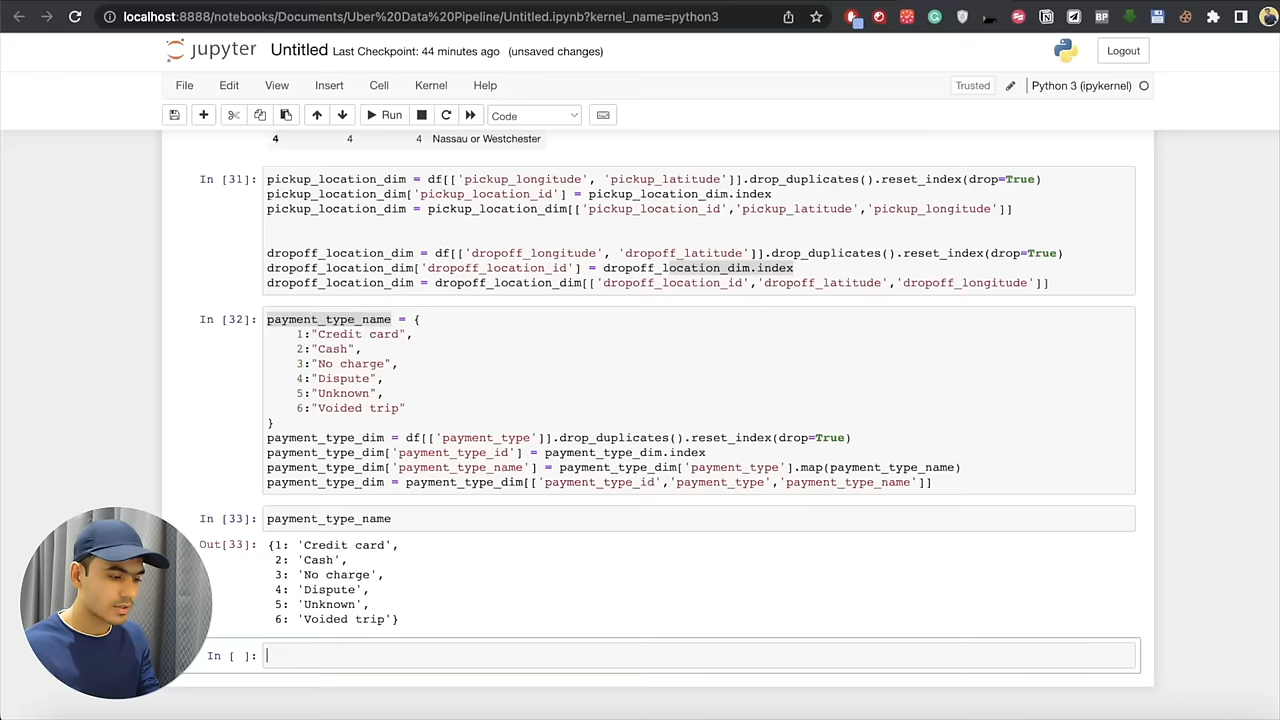 localhost:8888/notebooks/Documents/Uber%20Data%20Pipeline/Untitled.ipynb?kernel_name=python3
BP
jupyter Untitled Last Checkpoint: 44 minutes ago (unsaved changes)
Logout
File Edit View Insert Cell Kernel Help
Trusted Python 3 (ipykernel)
Run Code
4 4 4 Nassau or Westchester
In [31]: pickup_location_dim = df[['pickup_longitude', 'pickup_latitude']].drop_duplicates().reset_index(drop=True)
pickup_location_dim['pickup_location_id'] = pickup_location_dim.index
pickup_location_dim = pickup_location_dim[['pickup_location_id','pickup_latitude','pickup_longitude']]
dropoff_location_dim = df[['dropoff_longitude', 'dropoff_latitude']].drop_duplicates().reset_index(drop=True)
dropoff_location_dim['dropoff_location_id'] = dropoff_location_dim.index
dropoff_location_dim = dropoff_location_dim[['dropoff_location_id','dropoff_latitude','dropoff_longitude']]
In [32]: payment_type_name = {
1:"Credit card",
2:"Cash",
3:"No charge",
4:"Dispute",
5:"Unknown",
6:"Voided trip"
}
payment_type_dim = df[['payment_type']].drop_duplicates().reset_index(drop=True)
payment_type_dim['payment_type_id'] = payment_type_dim.index
payment_type_dim['payment_type_name'] = payment_type_dim['payment_type'].map(payment_type_name)
payment_type_dim = payment_type_dim[['payment_type_id','payment_type','payment_type_name']]
In [33]: payment_type_name
Out[33]: {1: 'Credit card',
2: 'Cash',
3: 'No charge',
4: 'Dispute',
5: 'Unknown',
6: 'Voided trip'}
In [ ]: